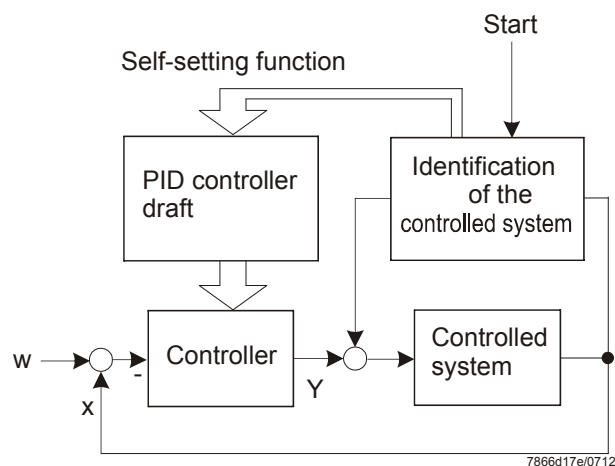 Start
Self-setting function
PID controller
draft
Identification
of the
controlled system
w
-
x
Controller
Y
Controlled
system
7866d17e/0712